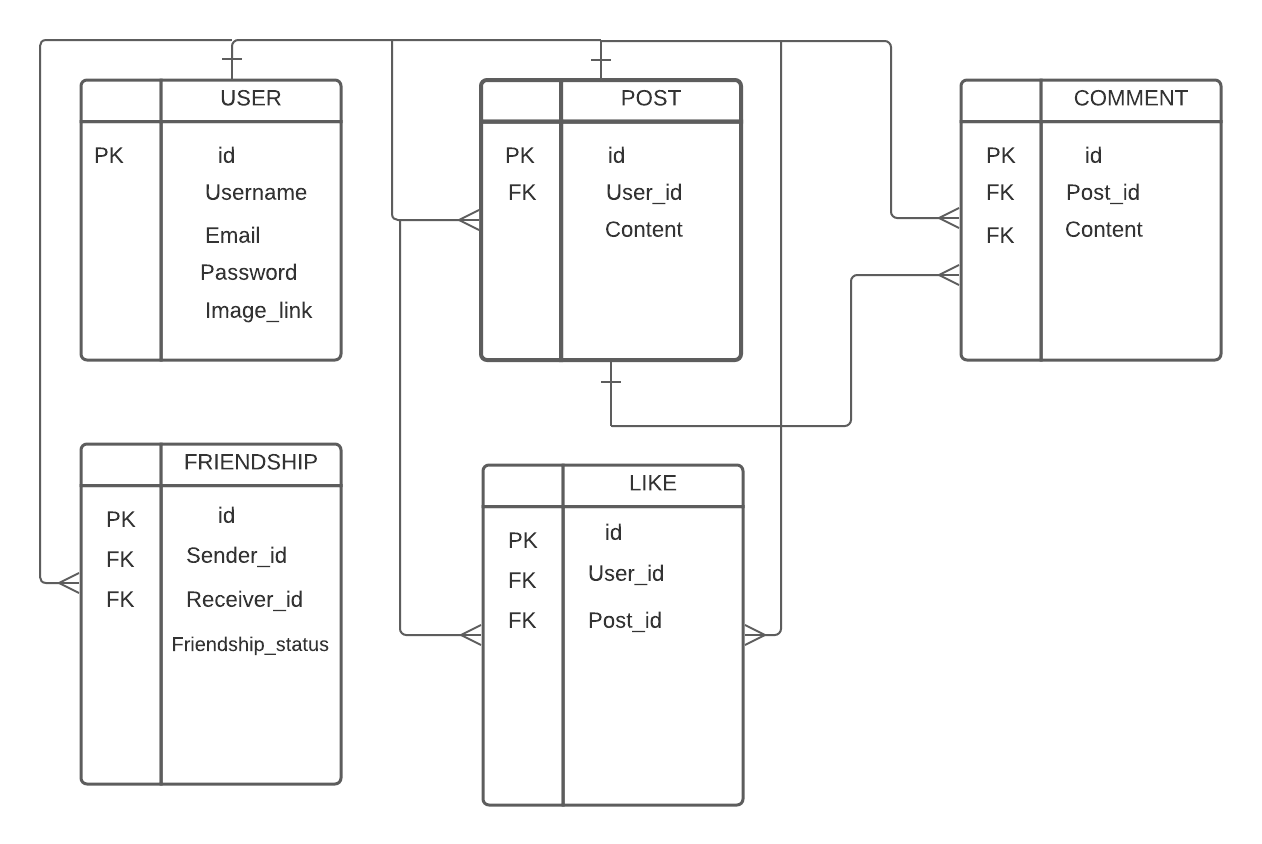 USER
PK id
Username
Email
Password
Image_link
POST
PK id
FK User_id
Content
COMMENT
PK id
FK Post_id
FK Content
FRIENDSHIP
PK id
FK Sender_id
FK Receiver_id
Friendship_status
LIKE
PK id
FK User_id
FK Post_id